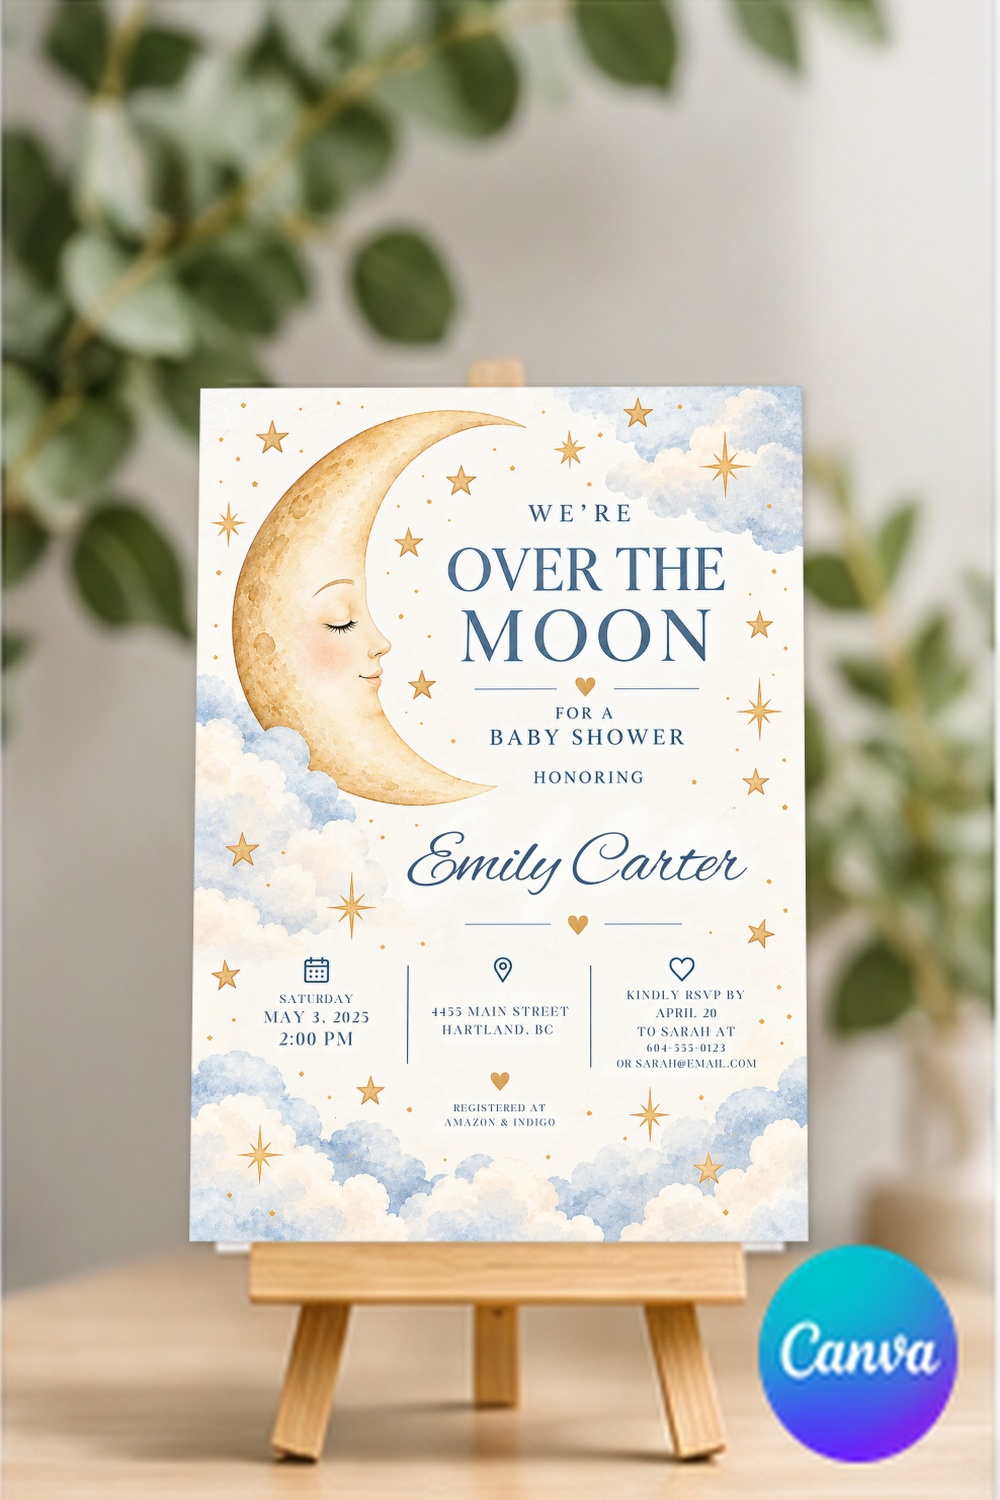 WE'RE
OVER THE
MOON
FOR A
BABY SHOWER
HONORING
Emily Carter
SATURDAY
MAY 3, 2025
2:00 PM
4455 MAIN STREET
HARTLAND, BC
KINDLY RSVP BY
APRIL 20
TO SARAH AT
604-555-0123
OR SARAH@EMAIL.COM
REGISTERED AT
AMAZON & INDIGO
Canva